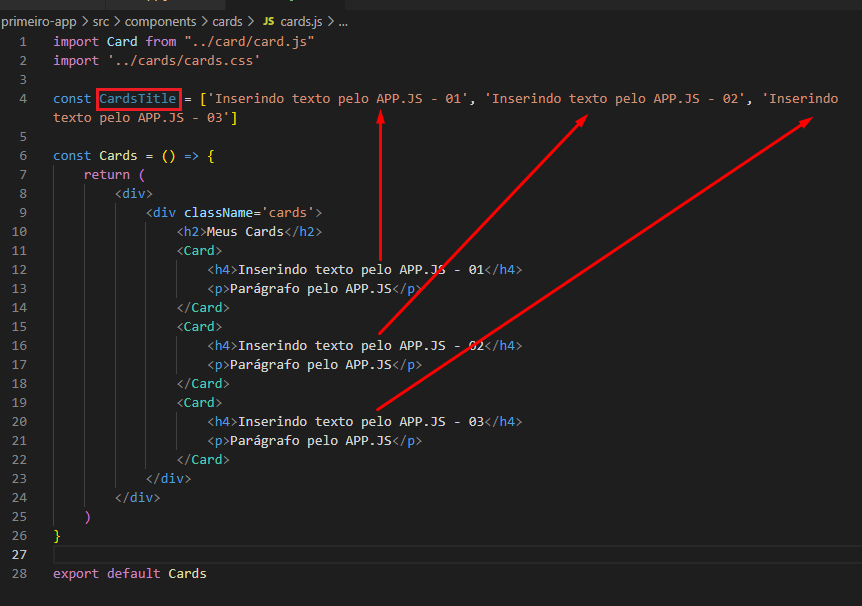 primeiro-app > src > components > cards > JS cards.js > ...
1 import Card from "../card/card.js"
2 import '../cards/cards.css'
3
4 const CardsTitle = ['Inserindo texto pelo APP.JS - 01', 'Inserindo texto pelo APP.JS - 02', 'Inserindo
texto pelo APP.JS - 03']
5
6 const Cards = () => {
7 return (
8 <div>
9 <div className='cards'>
10 <h2>Meus Cards</h2>
11 <Card>
12 <h4>Inserindo texto pelo APP.JS - 01</h4>
13 <p>Parágrafo pelo APP.JS</p>
14 </Card>
15 <Card>
16 <h4>Inserindo texto pelo APP.JS - 02</h4>
17 <p>Parágrafo pelo APP.JS</p>
18 </Card>
19 <Card>
20 <h4>Inserindo texto pelo APP.JS - 03</h4>
21 <p>Parágrafo pelo APP.JS</p>
22 </Card>
23 </div>
24 </div>
25 )
26 }
27
28 export default Cards